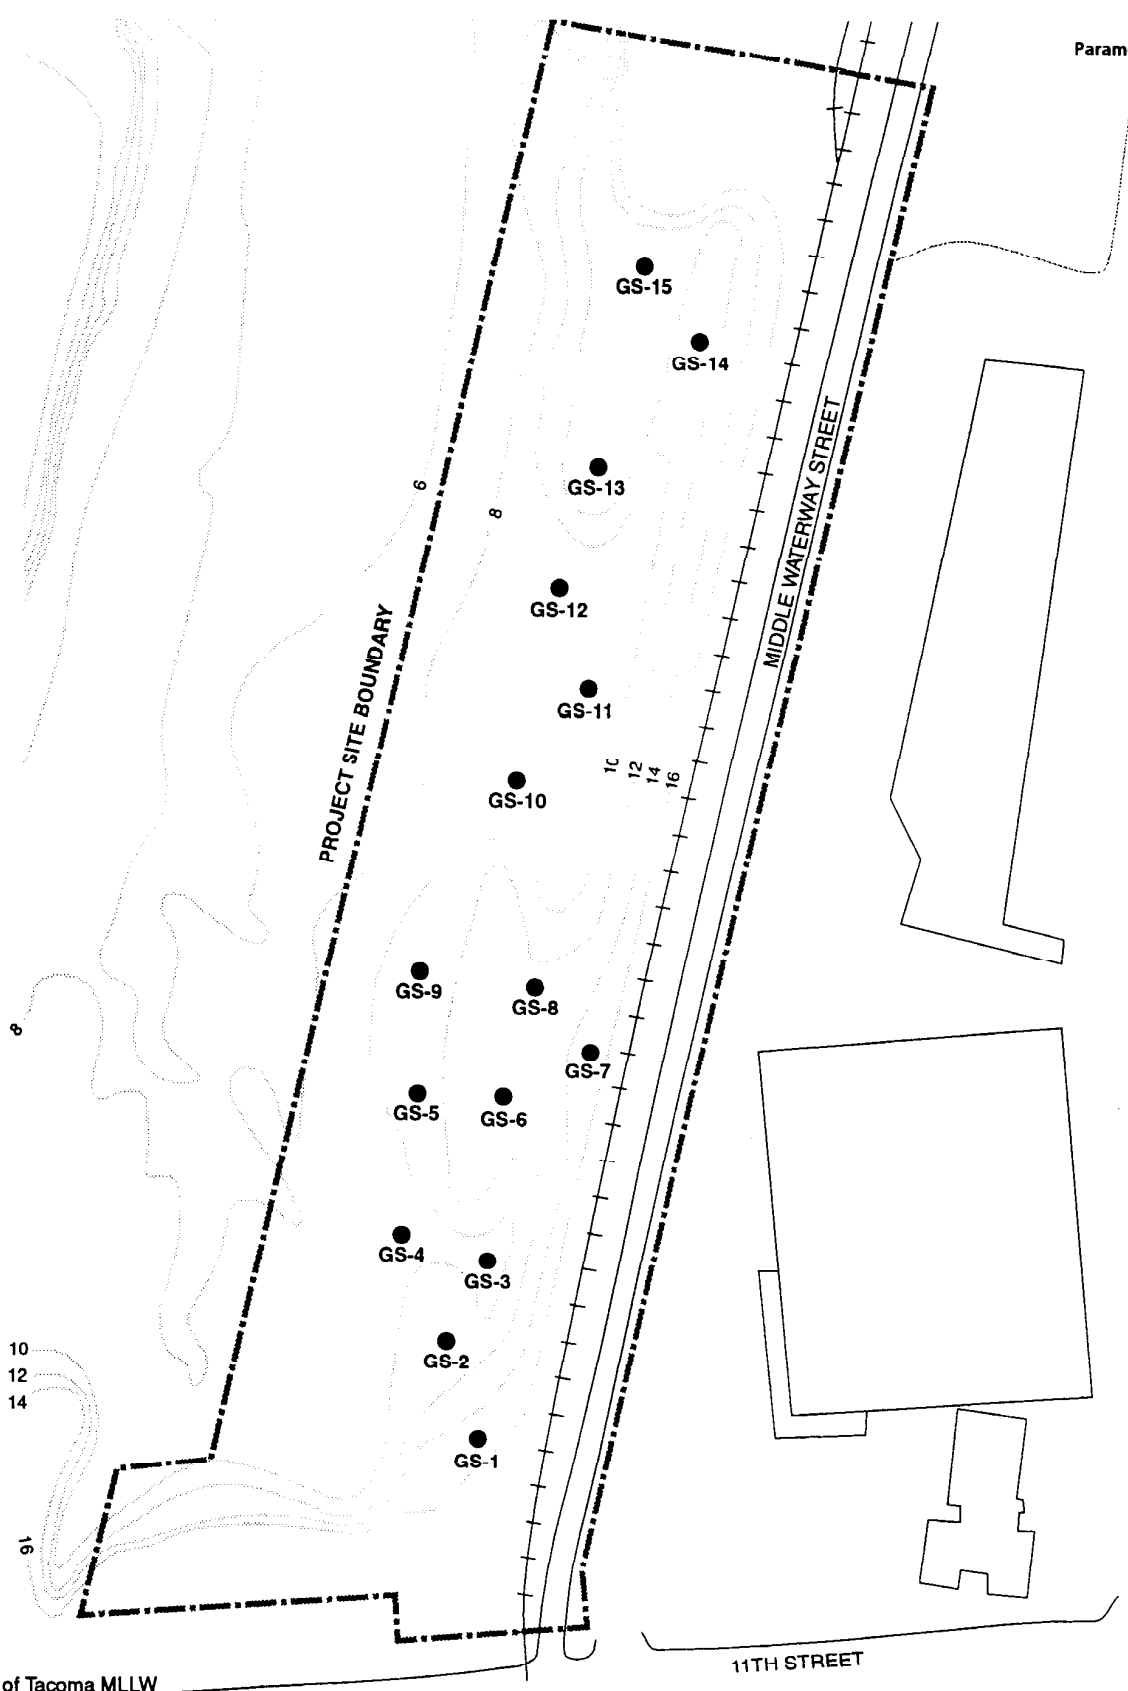 Param
GS-15
GS-14
MIDDLE WATERWAY STREET
GS-13
6
8
GS-12
PROJECT SITE BOUNDARY
GS-11
10
12
14
16
GS-10
GS-9
GS-8
8
GS-7
GS-5
GS-6
GS-4
GS-3
10
GS-2
12
14
GS-1
16
11TH STREET
of Tacoma MLLW